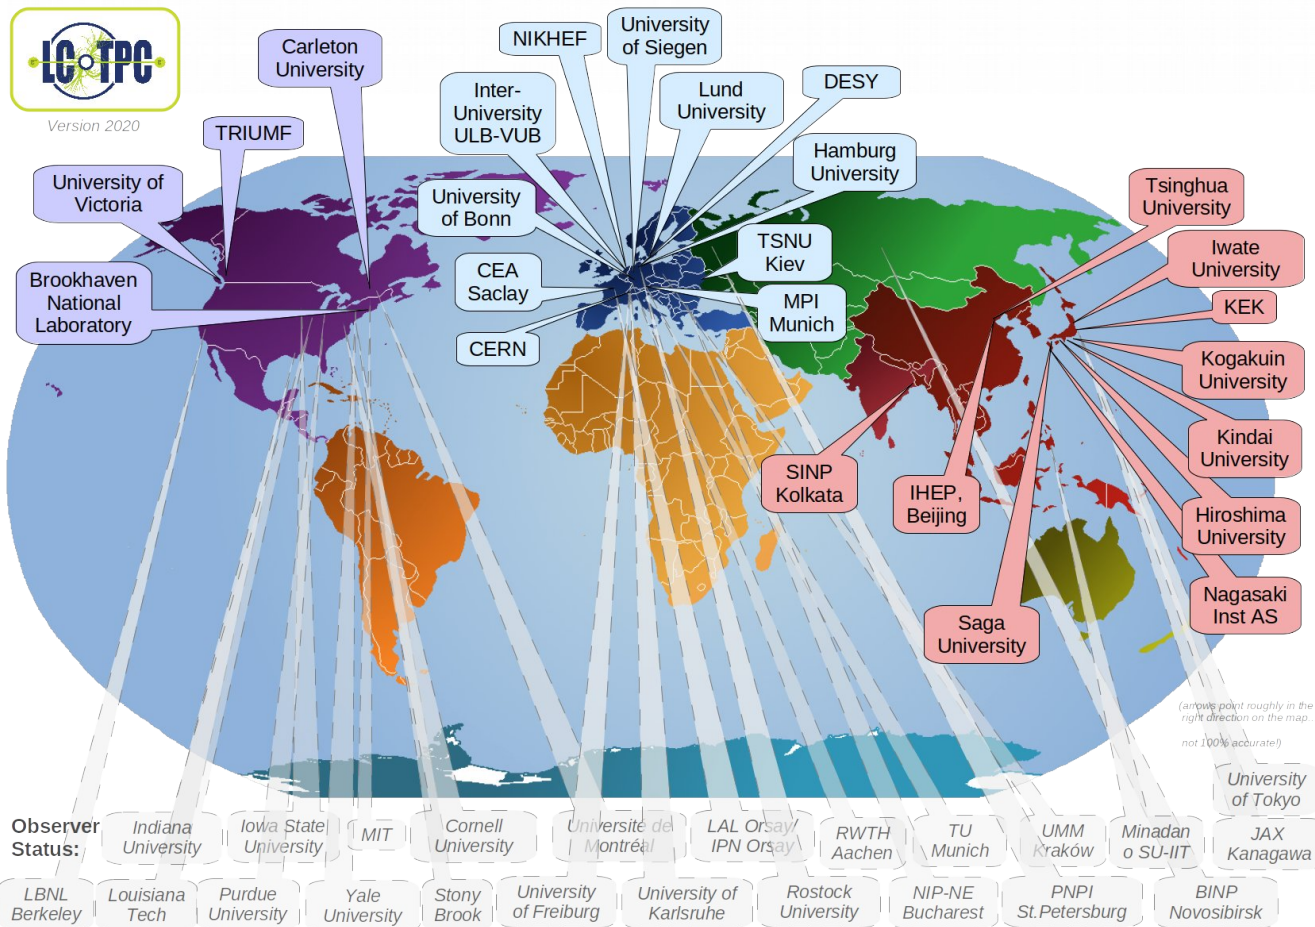 LC TPC
Version 2020
Carleton
University
TRIUMF
University of
Victoria
Brookhaven
National
Laboratory
NIKHEF
University
of Siegen
Inter-
University
ULB-VUB
Lund
University
DESY
Hamburg
University
University
of Bonn
TSNU
Kiev
CEA
Saclay
MPI
Munich
CERN
Tsinghua
University
Iwate
University
KEK
Kogakuin
University
Kindai
University
SINP
Kolkata
IHEP,
Beijing
Hiroshima
University
Nagasaki
Inst AS
Saga
University
(arrows point roughly in the
right direction on the map..
not 100% accurate!)
University
of Tokyo
Observer
Status:
Indiana
University
Iowa State
University
MIT
Cornell
University
Université de
Montréal
LAL Orsay/
IPN Orsay
RWTH
Aachen
TU
Munich
UMM
Kraków
Minadan
o SU-IIT
JAX
Kanagawa
LBNL
Berkeley
Louisiana
Tech
Purdue
University
Yale
University
Stony
Brook
University
of Freiburg
University of
Karlsruhe
Rostock
University
NIP-NE
Bucharest
PNPI
St.Petersburg
BINP
Novosibirsk